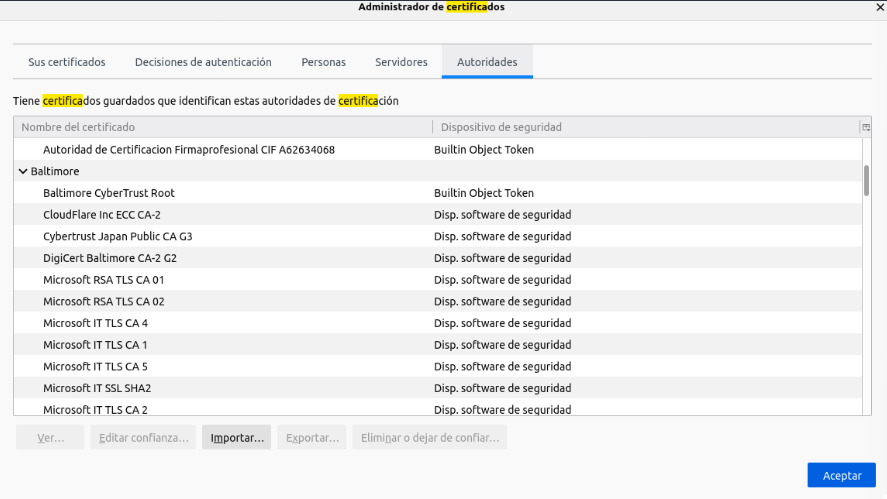 Administrador de certificados
Sus certificados Decisiones de autenticación Personas Servidores Autoridades
Tiene certificados guardados que identifican estas autoridades de certificación
Nombre del certificado Dispositivo de seguridad
Autoridad de Certificacion Firmaprofesional CIF A62634068 Builtin Object Token
Baltimore
Baltimore CyberTrust Root Builtin Object Token
CloudFlare Inc ECC CA-2 Disp. software de seguridad
Cybertrust Japan Public CA G3 Disp. software de seguridad
DigiCert Baltimore CA-2 G2 Disp. software de seguridad
Microsoft RSA TLS CA 01 Disp. software de seguridad
Microsoft RSA TLS CA 02 Disp. software de seguridad
Microsoft IT TLS CA 4 Disp. software de seguridad
Microsoft IT TLS CA 1 Disp. software de seguridad
Microsoft IT TLS CA 5 Disp. software de seguridad
Microsoft IT SSL SHA2 Disp. software de seguridad
Microsoft IT TLS CA 2 Disp. software de seguridad
Ver... Editar confianza... Importar... Exportar... Eliminar o dejar de confiar...
Aceptar